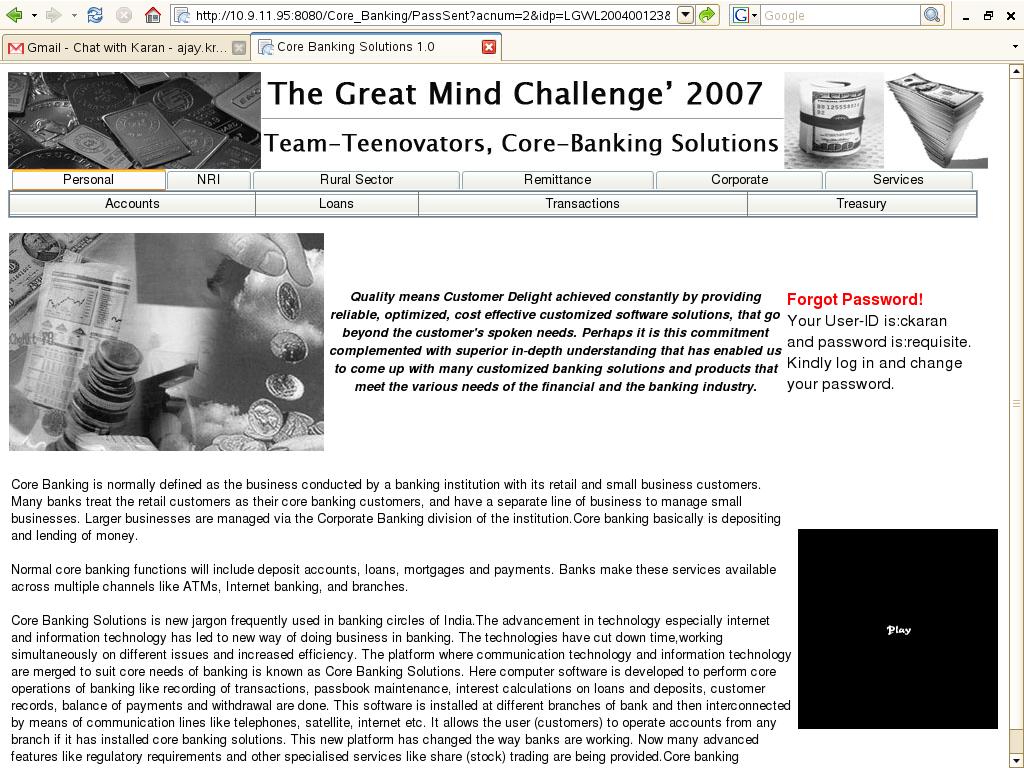 http://10.9.11.95:8080/Core_Banking/PassSent?acnum=2&idp=LGWL200400123&
Google
Gmail - Chat with Karan - ajay.kr...
Core Banking Solutions 1.0
The Great Mind Challenge' 2007
Team-Teenovators, Core-Banking Solutions
Personal NRI Rural Sector Remittance Corporate Services
Accounts Loans Transactions Treasury
Quality means Customer Delight achieved constantly by providing
reliable, optimized, cost effective customized software solutions, that go
beyond the customer's spoken needs. Perhaps it is this commitment
complemented with superior in-depth understanding that has enabled us
to come up with many customized banking solutions and products that
meet the various needs of the financial and the banking industry.
Forgot Password!
Your User-ID is:ckaran
and password is:requisite.
Kindly log in and change
your password.
Core Banking is normally defined as the business conducted by a banking institution with its retail and small business customers.
Many banks treat the retail customers as their core banking customers, and have a separate line of business to manage small
businesses. Larger businesses are managed via the Corporate Banking division of the institution.Core banking basically is depositing
and lending of money.
Normal core banking functions will include deposit accounts, loans, mortgages and payments. Banks make these services available
across multiple channels like ATMs, Internet banking, and branches.
Core Banking Solutions is new jargon frequently used in banking circles of India.The advancement in technology especially internet
and information technology has led to new way of doing business in banking. The technologies have cut down time,working
simultaneously on different issues and increased efficiency. The platform where communication technology and information technology
are merged to suit core needs of banking is known as Core Banking Solutions. Here computer software is developed to perform core
operations of banking like recording of transactions, passbook maintenance, interest calculations on loans and deposits, customer
records, balance of payments and withdrawal are done. This software is installed at different branches of bank and then interconnected
by means of communication lines like telephones, satellite, internet etc. It allows the user (customers) to operate accounts from any
branch if it has installed core banking solutions. This new platform has changed the way banks are working. Now many advanced
features like regulatory requirements and other specialised services like share (stock) trading are being provided.Core banking
Play